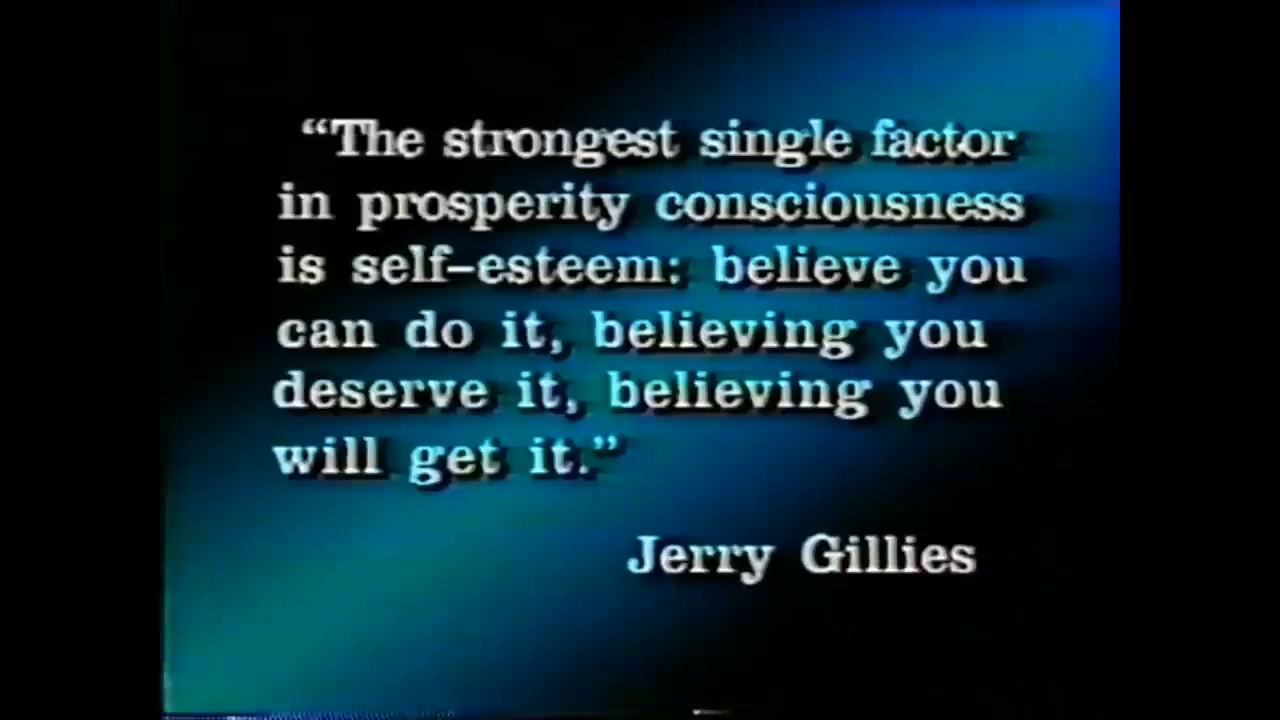 “The strongest single factor
in prosperity consciousness
is self-esteem: believe you
can do it, believing you
deserve it, believing you
will get it.”
Jerry Gillies